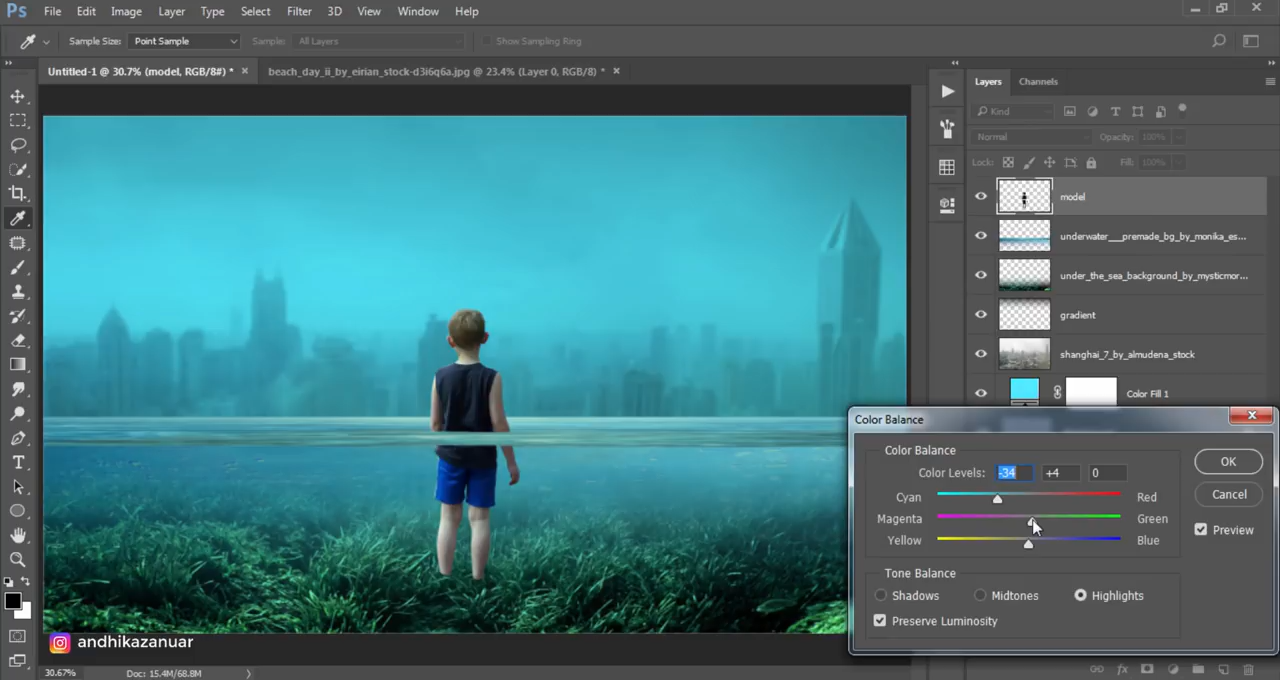 Ps File Edit Image Layer Type Select Filter 3D View Window Help
Sample Size: Point Sample Sample: All Layers Show Sampling Ring
Untitled-1 @ 30.7% (model, RGB/8#) * × beach_day_ii_by_eirian_stock-d3i6q6a.jpg @ 23.4% (Layer 0, RGB/8) * ×
Layers Channels
Kind
Normal Opacity: 100%
Lock: Fill: 100%
model
underwater___premade_bg_by_monika_es...
under_the_sea_background_by_mysticmor...
gradient
shanghai_7_by_almudena_stock
Color Fill 1
Color Balance
Color Balance
Color Levels: -34 +4 0
Cyan Red
Magenta Green
Yellow Blue
OK
Cancel
Preview
Tone Balance
Shadows Midtones Highlights
Preserve Luminosity
andhikazanuar
30.67% Doc: 15.4M/68.8M